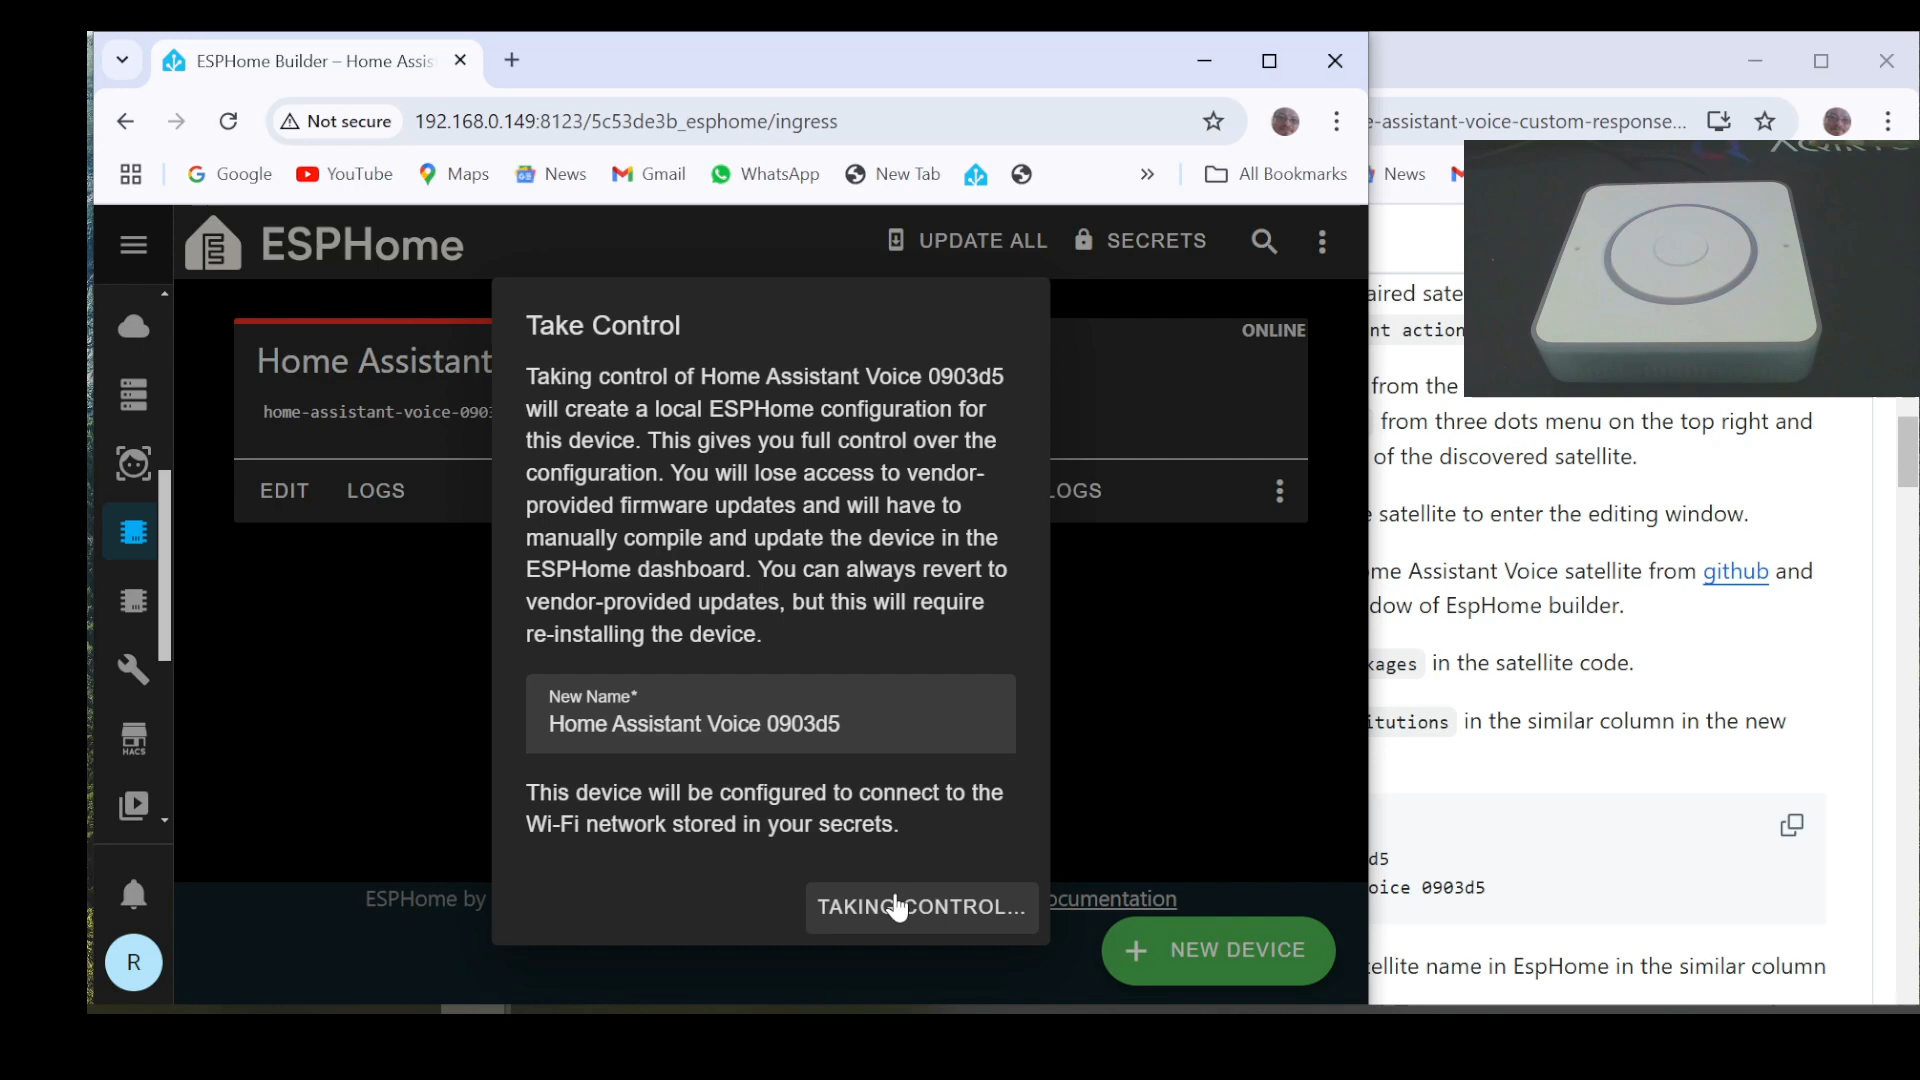 ESPHome Builder – Home Assis
Not secure
192.168.0.149:8123/5c53de3b_esphome/ingress
Google
YouTube
Maps
News
Gmail
WhatsApp
New Tab
All Bookmarks
ESPHome
UPDATE ALL
SECRETS
ONLINE
Home Assistant
home-assistant-voice-0903
EDIT
LOGS
LOGS
Take Control
Taking control of Home Assistant Voice 0903d5
will create a local ESPHome configuration for
this device. This gives you full control over the
configuration. You will lose access to vendor-
provided firmware updates and will have to
manually compile and update the device in the
ESPHome dashboard. You can always revert to
vendor-provided updates, but this will require
re-installing the device.
New Name*
Home Assistant Voice 0903d5
This device will be configured to connect to the
Wi-Fi network stored in your secrets.
TAKING CONTROL...
ESPHome by
ocumentation
NEW DEVICE
HACS
R
e-assistant-voice-custom-response...
News
aired sate
nt action
from the
from three dots menu on the top right and
of the discovered satellite.
satellite to enter the editing window.
me Assistant Voice satellite from github and
dow of EspHome builder.
kages in the satellite code.
itutions in the similar column in the new
d5
oice 0903d5
ellite name in EspHome in the similar column